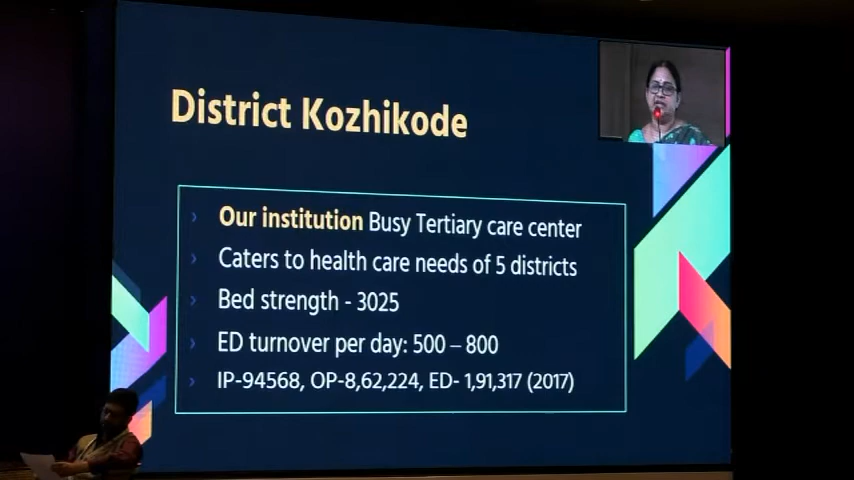 District Kozhikode
Our institution Busy Tertiary care center
Caters to health care needs of 5 districts
Bed strength - 3025
ED turnover per day: 500 – 800
IP-94568, OP-8,62,224, ED- 1,91,317 (2017)